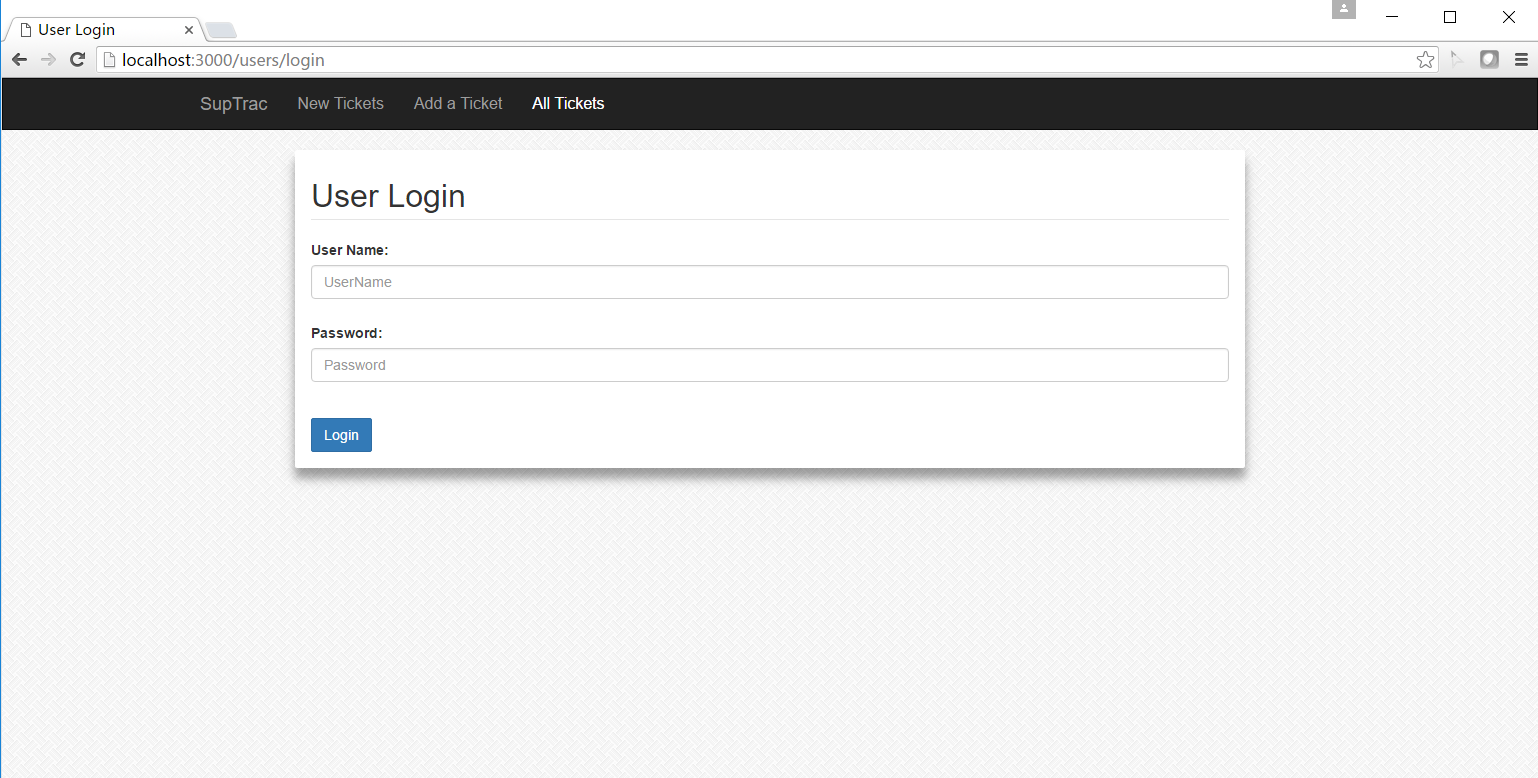 User Login
localhost:3000/users/login
SupTrac New Tickets Add a Ticket All Tickets
User Login
User Name:
UserName
Password:
Password
Login